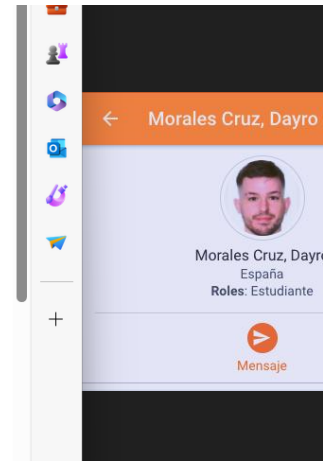 Morales Cruz, Dayro
Morales Cruz, Dayro
España
Roles: Estudiante
Mensaje